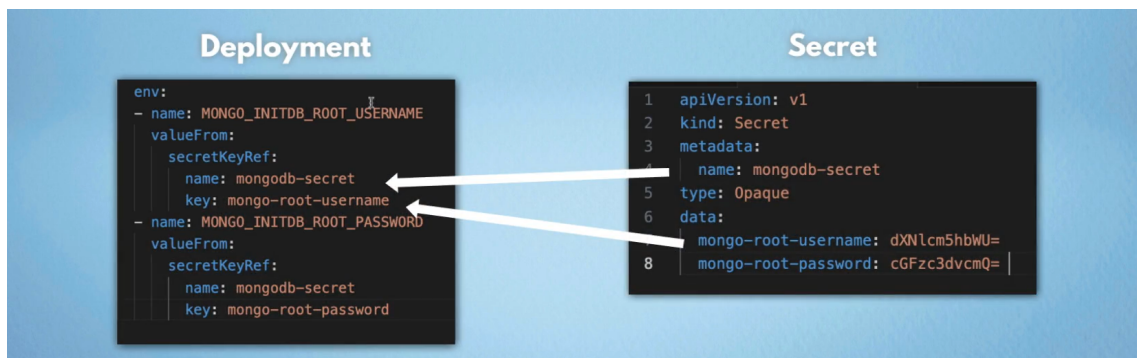 Deployment
env:
- name: MONGO_INITDB_ROOT_USERNAME
valueFrom:
secretKeyRef:
name: mongodb-secret
key: mongo-root-username
- name: MONGO_INITDB_ROOT_PASSWORD
valueFrom:
secretKeyRef:
name: mongodb-secret
key: mongo-root-password
Secret
1 apiVersion: v1
2 kind: Secret
3 metadata:
4 name: mongodb-secret
5 type: Opaque
6 data:
mongo-root-username: dXNlcm5hbWU=
8 mongo-root-password: cGFzc3dvcmQ=